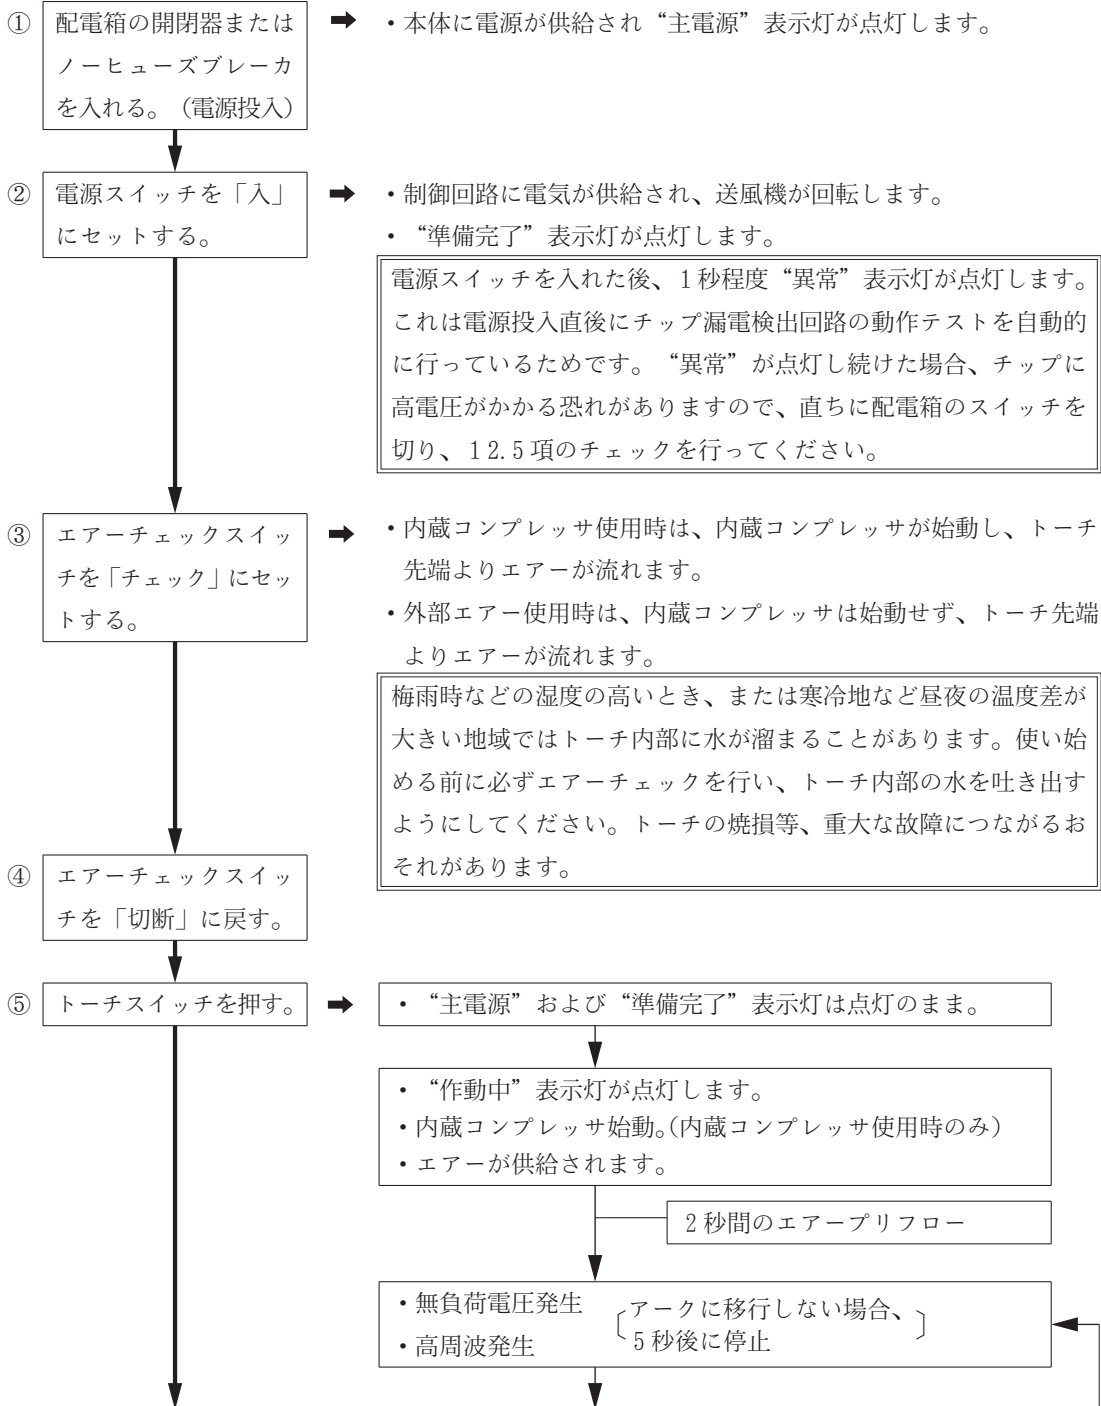 ① 配電箱の開閉器または
ノーヒューズブレーカ
を入れる。（電源投入）
➡ ・本体に電源が供給され“主電源”表示灯が点灯します。
② 電源スイッチを「入」
にセットする。
➡ ・制御回路に電気が供給され、送風機が回転します。
・“準備完了”表示灯が点灯します。
電源スイッチを入れた後、1秒程度“異常”表示灯が点灯します。
これは電源投入直後にチップ漏電検出回路の動作テストを自動的
に行っているためです。“異常”が点灯し続けた場合、チップに
高電圧がかかる恐れがありますので、直ちに配電箱のスイッチを
切り、12.5項のチェックを行ってください。
③ エアーチェックスイッ
チを「チェック」にセッ
トする。
➡ ・内蔵コンプレッサ使用時は、内蔵コンプレッサが始動し、トーチ
先端よりエアーが流れます。
・外部エアー使用時は、内蔵コンプレッサは始動せず、トーチ先端
よりエアーが流れます。
梅雨時などの湿度の高いとき、または寒冷地など昼夜の温度差が
大きい地域ではトーチ内部に水が溜まることがあります。使い始
める前に必ずエアーチェックを行い、トーチ内部の水を吐き出す
ようにしてください。トーチの焼損等、重大な故障につながるお
それがあります。
④ エアーチェックスイッ
チを「切断」に戻す。
⑤ トーチスイッチを押す。
➡ ・“主電源”および“準備完了”表示灯は点灯のまま。
・“作動中”表示灯が点灯します。
・内蔵コンプレッサ始動。（内蔵コンプレッサ使用時のみ）
・エアーが供給されます。
2秒間のエアープリフロー
・無負荷電圧発生
・高周波発生
〔アークに移行しない場合、
5秒後に停止〕